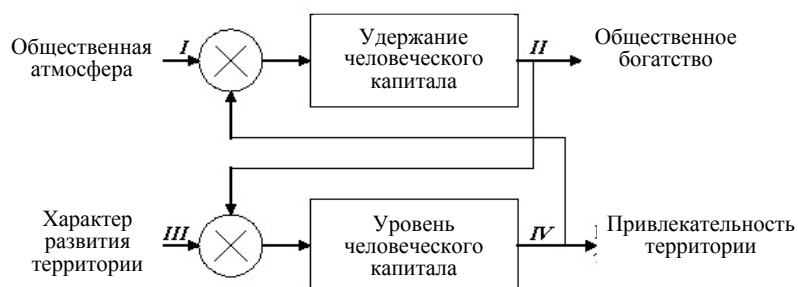 Общественная
атмосфера
I
Удержание
человеческого
капитала
II
Общественное
богатство
Характер
развития
территории
III
Уровень
человеческого
капитала
IV
Привлекательность
территории